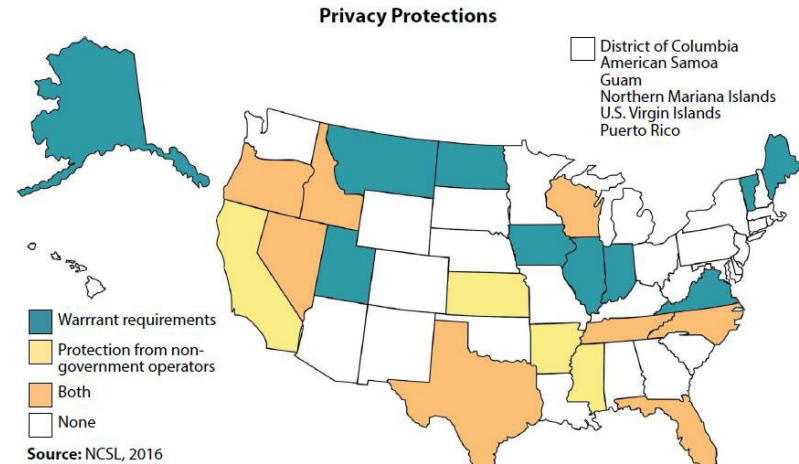 Privacy Protections
District of Columbia
American Samoa
Guam
Northern Mariana Islands
U.S. Virgin Islands
Puerto Rico
Warrrant requirements
Protection from non-
government operators
Both
None
Source: NCSL, 2016